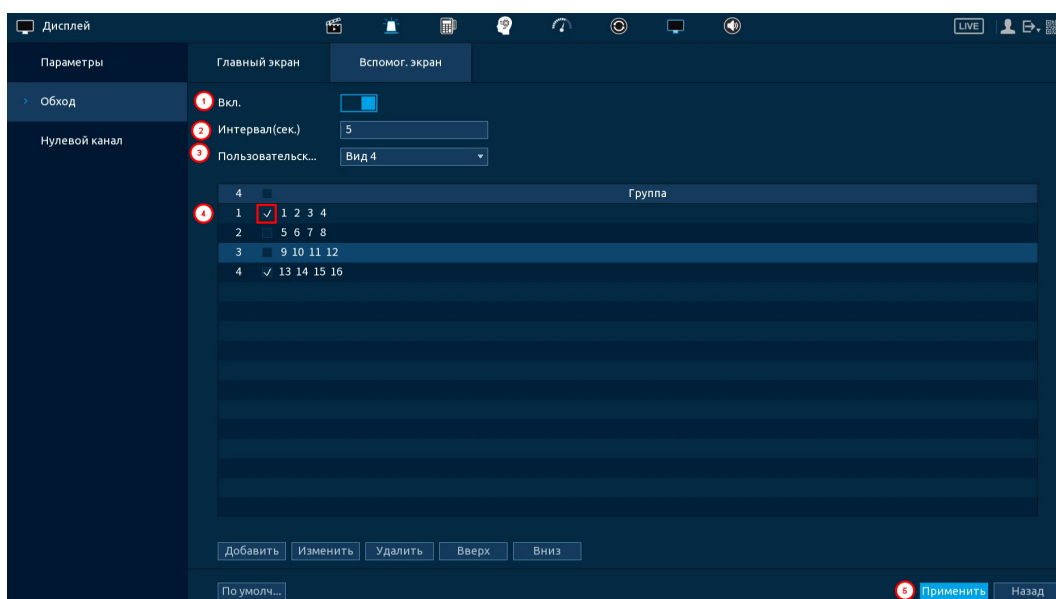 Дисплей LIVE
Параметры Главный экран Вспомог. экран
Обход 1 Вкл.
2 Интервал(сек.) 5
Нулевой канал
3 Пользовательск... Вид 4
4 Группа
4 1 1 2 3 4
2 5 6 7 8
3 9 10 11 12
4 13 14 15 16
Добавить Изменить Удалить Вверх Вниз
По умолч... 5 Применить Назад